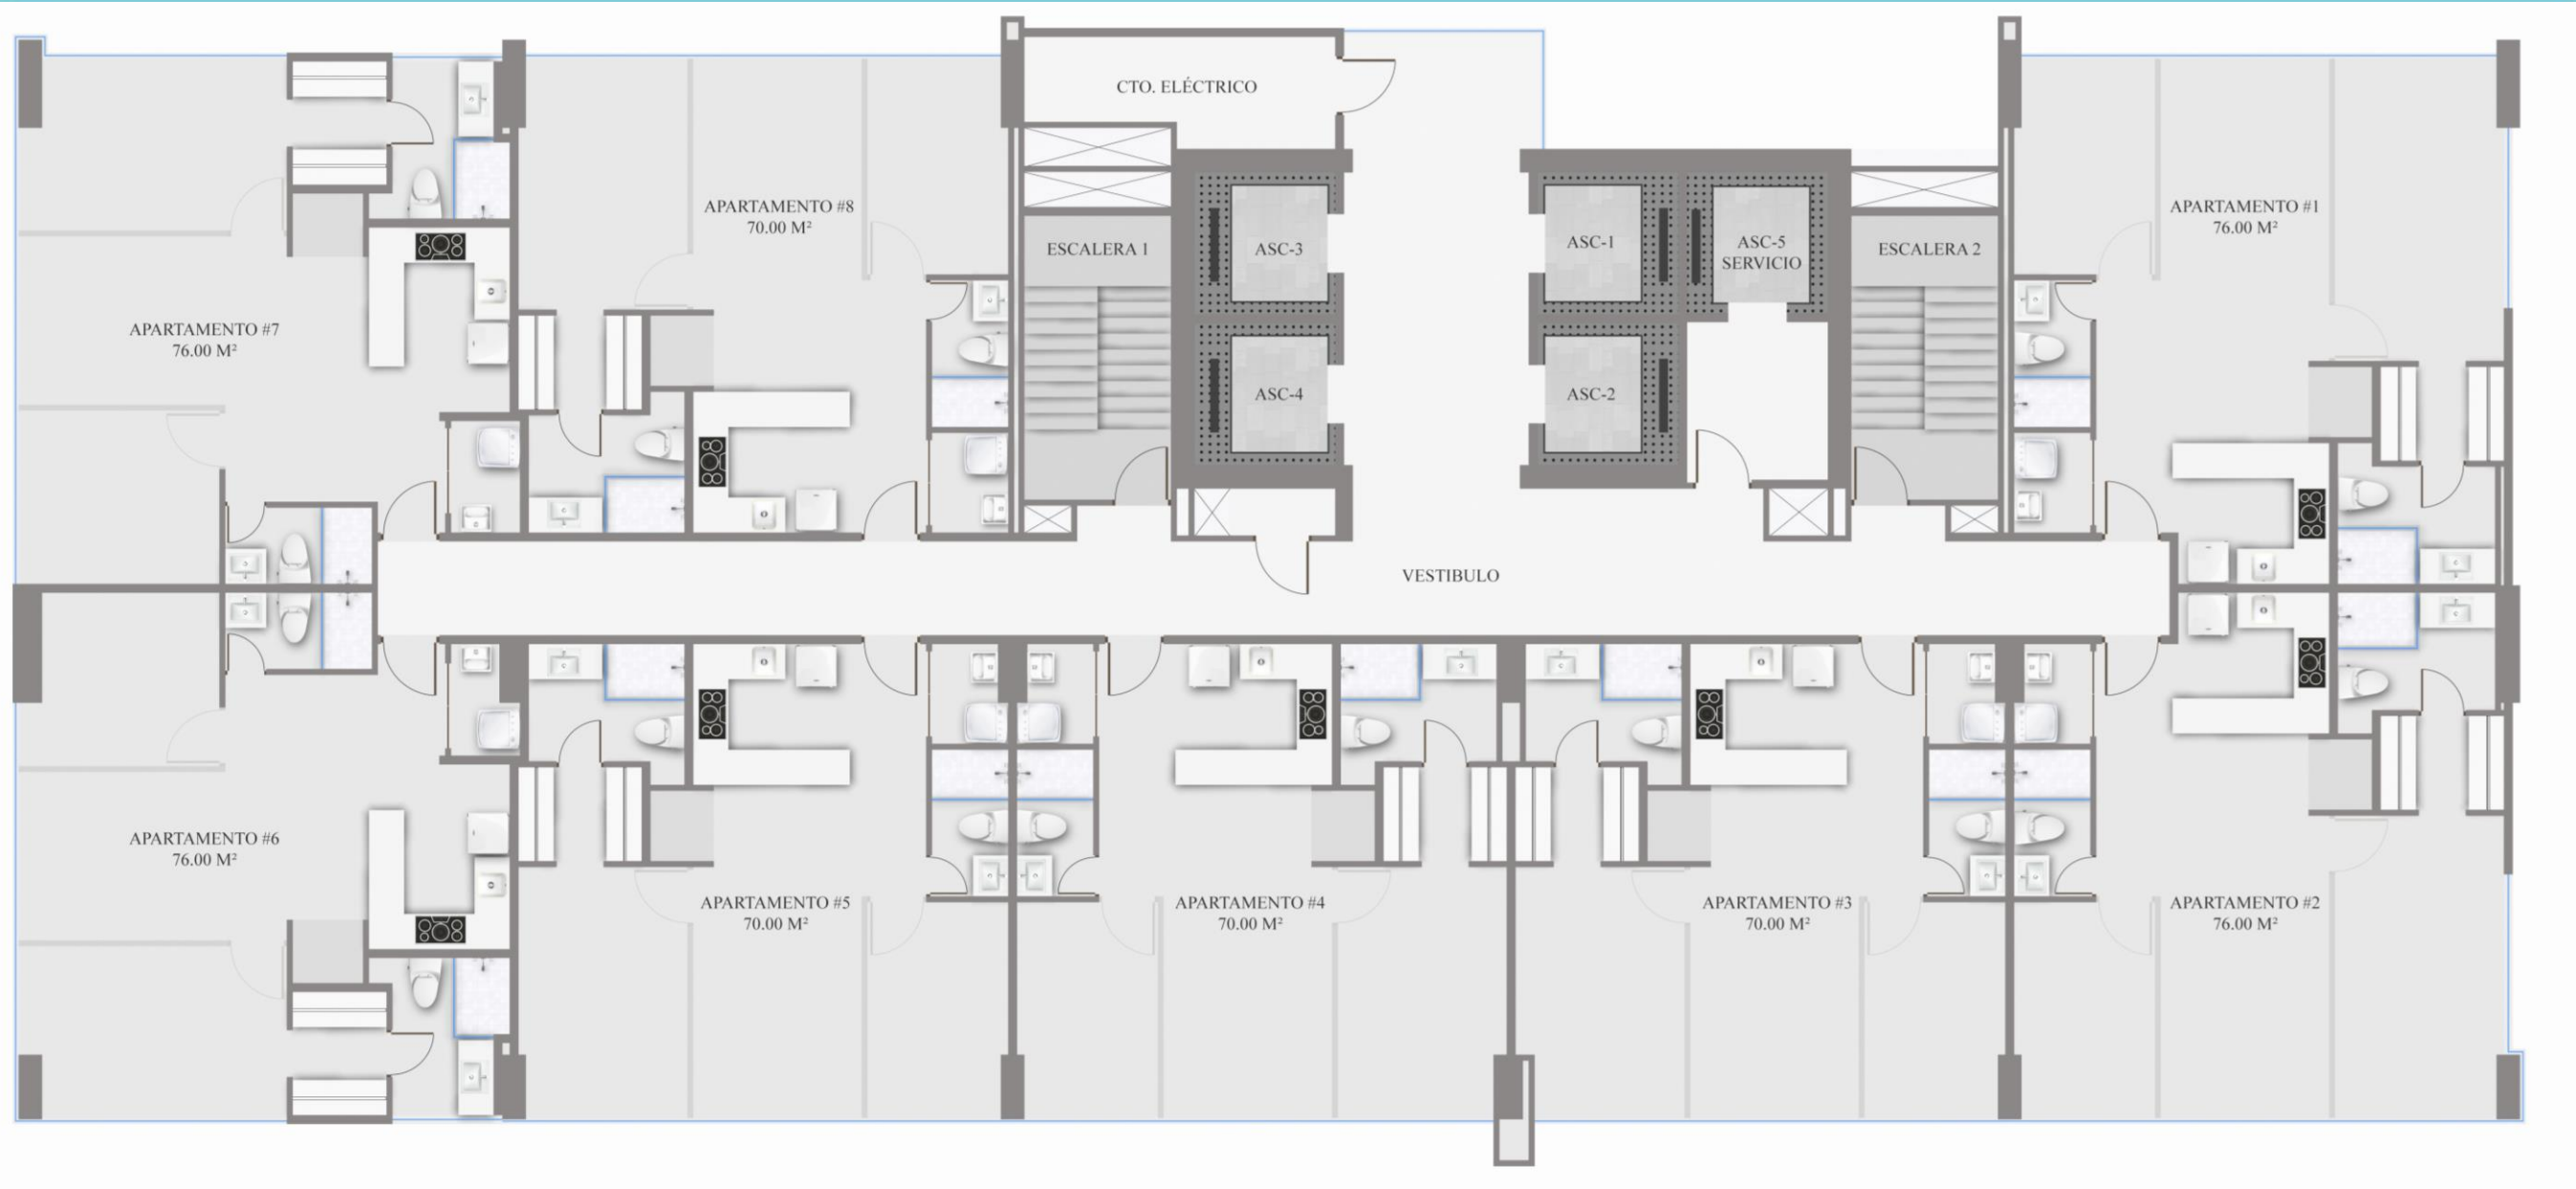 CTO. ELÉCTRICO
APARTAMENTO #8
70.00 M²
APARTAMENTO #1
76.00 M²
ESCALERA 1
ASC-3
ASC-1
ASC-5
SERVICIO
ESCALERA 2
APARTAMENTO #7
76.00 M²
ASC-4
ASC-2
VESTIBULO
APARTAMENTO #6
76.00 M²
APARTAMENTO #5
70.00 M²
APARTAMENTO #4
70.00 M²
APARTAMENTO #3
70.00 M²
APARTAMENTO #2
76.00 M²